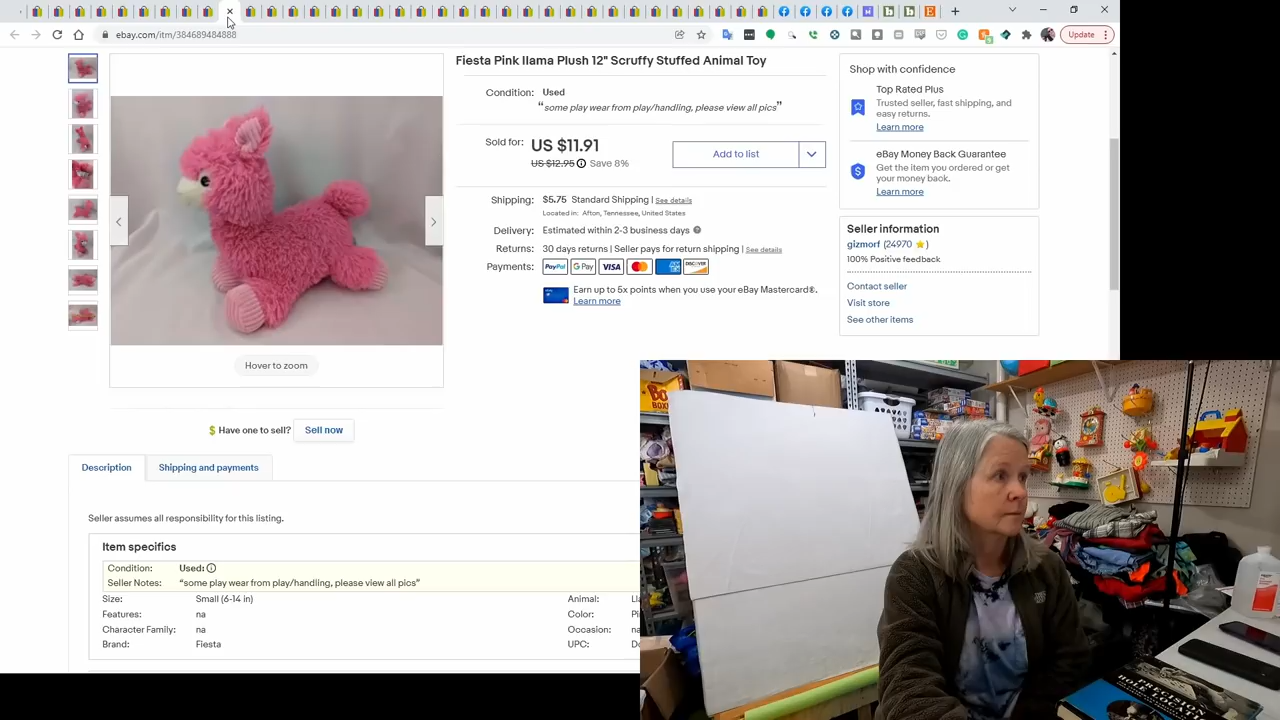 ebay.com/itm/384689484888
Update
Fiesta Pink llama Plush 12" Scruffy Stuffed Animal Toy
Condition: Used
“some play wear from play/handling, please view all pics”
Sold for: US $11.91
US $12.95 Save 8%
Add to list
Shipping: $5.75 Standard Shipping | See details
Located in: Afton, Tennessee, United States
Delivery: Estimated within 2-3 business days
Returns: 30 days returns | Seller pays for return shipping | See details
Payments: PayPal G Pay VISA DISCOVER
Earn up to 5x points when you use your eBay Mastercard®.
Learn more
Shop with confidence
Top Rated Plus
Trusted seller, fast shipping, and
easy returns.
Learn more
eBay Money Back Guarantee
Get the item you ordered or get
your money back.
Learn more
Seller information
gizmorf (24970 )
100% Positive feedback
Contact seller
Visit store
See other items
Hover to zoom
Have one to sell? Sell now
Description
Shipping and payments
Seller assumes all responsibility for this listing.
Item specifics
Condition: Used:
Seller Notes: “some play wear from play/handling, please view all pics”
Size: Small (6-14 in) Animal:
Features: na Color:
Character Family: na Occasion:
Brand: Fiesta UPC:
PRECISION
HOLE